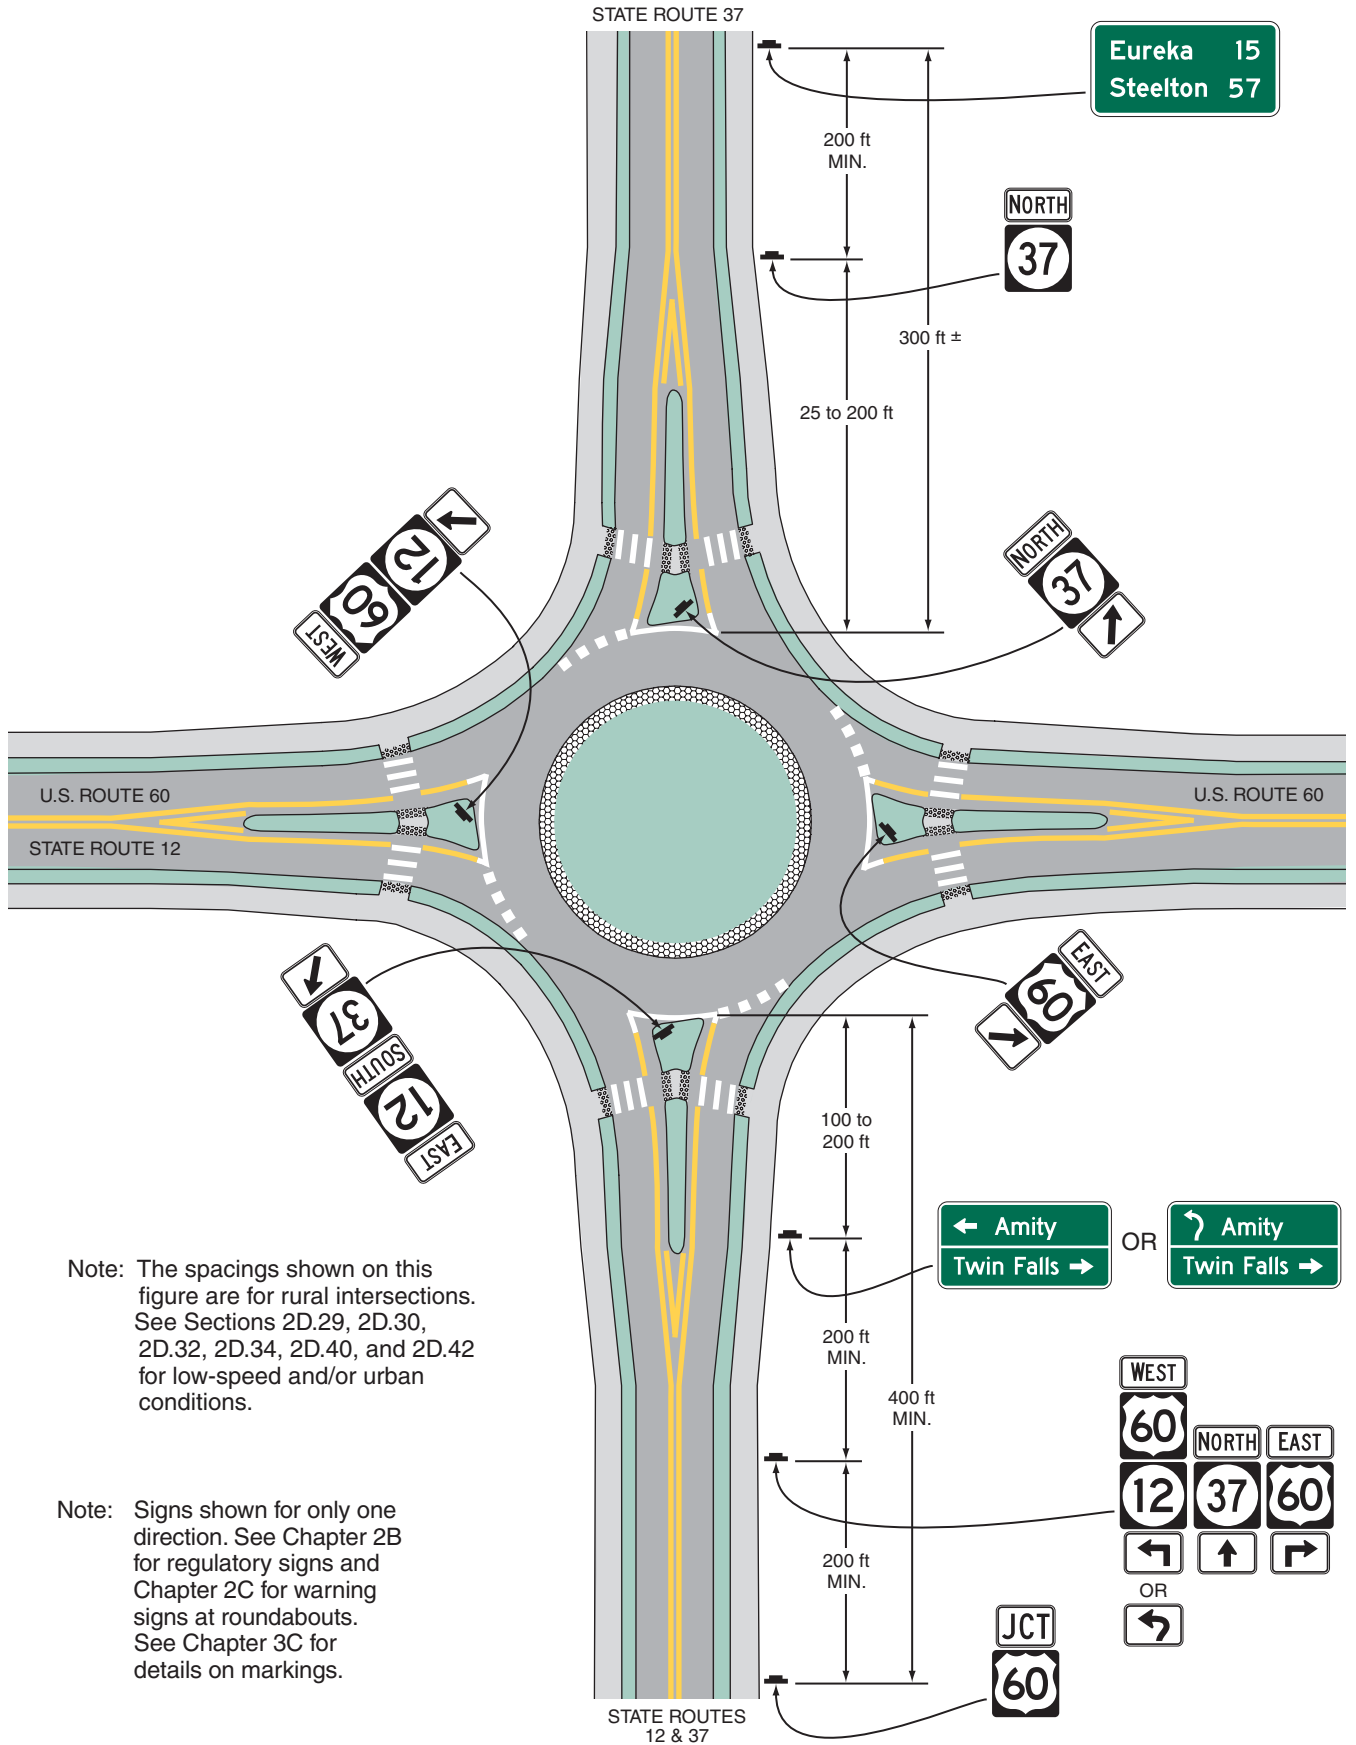 STATE ROUTE 37
Eureka 15
Steelton 57
200 ft
MIN.
NORTH
37
300 ft ±
25 to 200 ft
12
60
WEST
NORTH
37
U.S. ROUTE 60
STATE ROUTE 12
U.S. ROUTE 60
37
SOUTH
12
EAST
EAST
60
100 to
200 ft
← Amity
Twin Falls →
OR
Amity
Twin Falls →
Note: The spacings shown on this
figure are for rural intersections.
See Sections 2D.29, 2D.30,
2D.32, 2D.34, 2D.40, and 2D.42
for low-speed and/or urban
conditions.
200 ft
MIN.
400 ft
MIN.
WEST
60
NORTH EAST
12 37 60
OR
Note: Signs shown for only one
direction. See Chapter 2B
for regulatory signs and
Chapter 2C for warning
signs at roundabouts.
See Chapter 3C for
details on markings.
200 ft
MIN.
JCT
60
STATE ROUTES
12 & 37